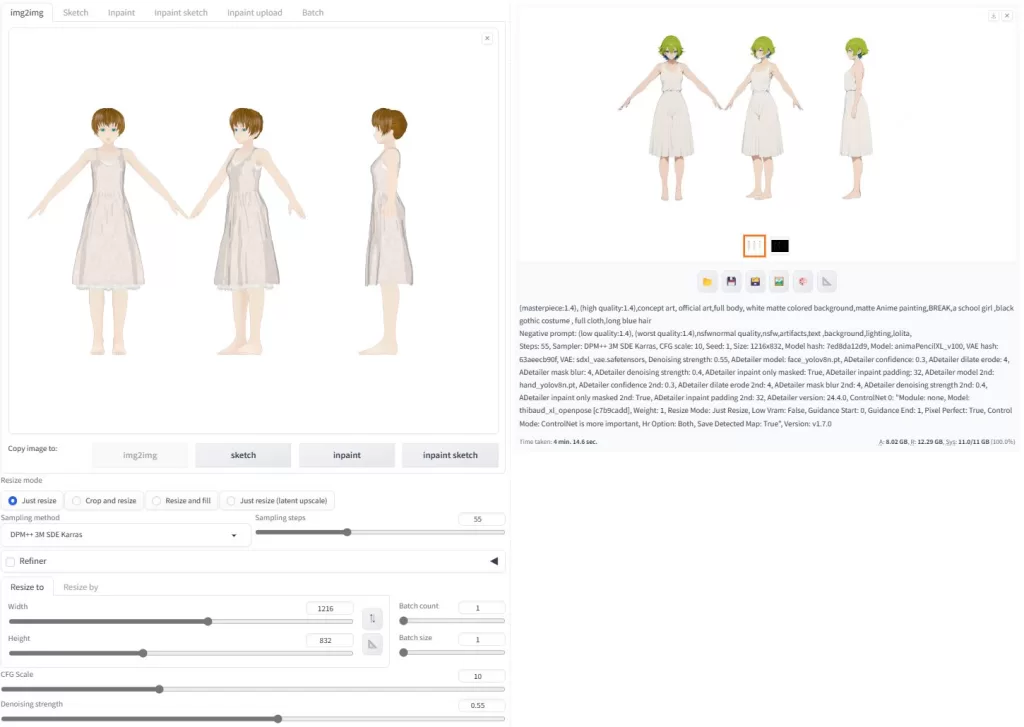 img2img Sketch Inpaint Inpaint sketch Inpaint upload Batch
Copy image to: img2img sketch inpaint inpaint sketch
Resize mode
Just resize Crop and resize Resize and fill Just resize (latent upscale)
Sampling method
DPM++ 3M SDE Karras
Sampling steps 55
Refiner
Resize to Resize by
Width 1216
Height 832
Batch count 1
Batch size 1
CFG Scale 10
Denoising strength 0.55
(masterpiece:1.4), (high quality:1.4),concept art, official art,full body, white matte colored background,matte Anime painting,BREAK,a school girl ,black
gothic costume , full cloth,long blue hair
Negative prompt: (low quality:1.4), (worst quality:1.4),nsfwnormal quality,nsfw,artifacts,text ,background,lighting,lolita,
Steps: 55, Sampler: DPM++ 3M SDE Karras, CFG scale: 10, Seed: 1, Size: 1216x832, Model hash: 7ed8da12d9, Model: animaPencilXL_v100, VAE hash:
63aeecb90f, VAE: sdxl_vae.safetensors, Denoising strength: 0.55, ADetailer model: face_yolov8n.pt, ADetailer confidence: 0.3, ADetailer dilate erode: 4,
ADetailer mask blur: 4, ADetailer denoising strength: 0.4, ADetailer inpaint only masked: True, ADetailer inpaint padding: 32, ADetailer model 2nd:
hand_yolov8n.pt, ADetailer confidence 2nd: 0.3, ADetailer dilate erode 2nd: 4, ADetailer mask blur 2nd: 4, ADetailer denoising strength 2nd: 0.4,
ADetailer inpaint only masked 2nd: True, ADetailer inpaint padding 2nd: 32, ADetailer version: 24.4.0, ControlNet 0: "Module: none, Model:
thibaud_xl_openpose [c7b9cadd], Weight: 1, Resize Mode: Just Resize, Low Vram: False, Guidance Start: 0, Guidance End: 1, Pixel Perfect: True, Control
Mode: ControlNet is more important, Hr Option: Both, Save Detected Map: True", Version: v1.7.0
Time taken: 4 min. 14.6 sec. A: 8.02 GB, R: 12.29 GB, Sys: 11.0/11 GB (100.0%)